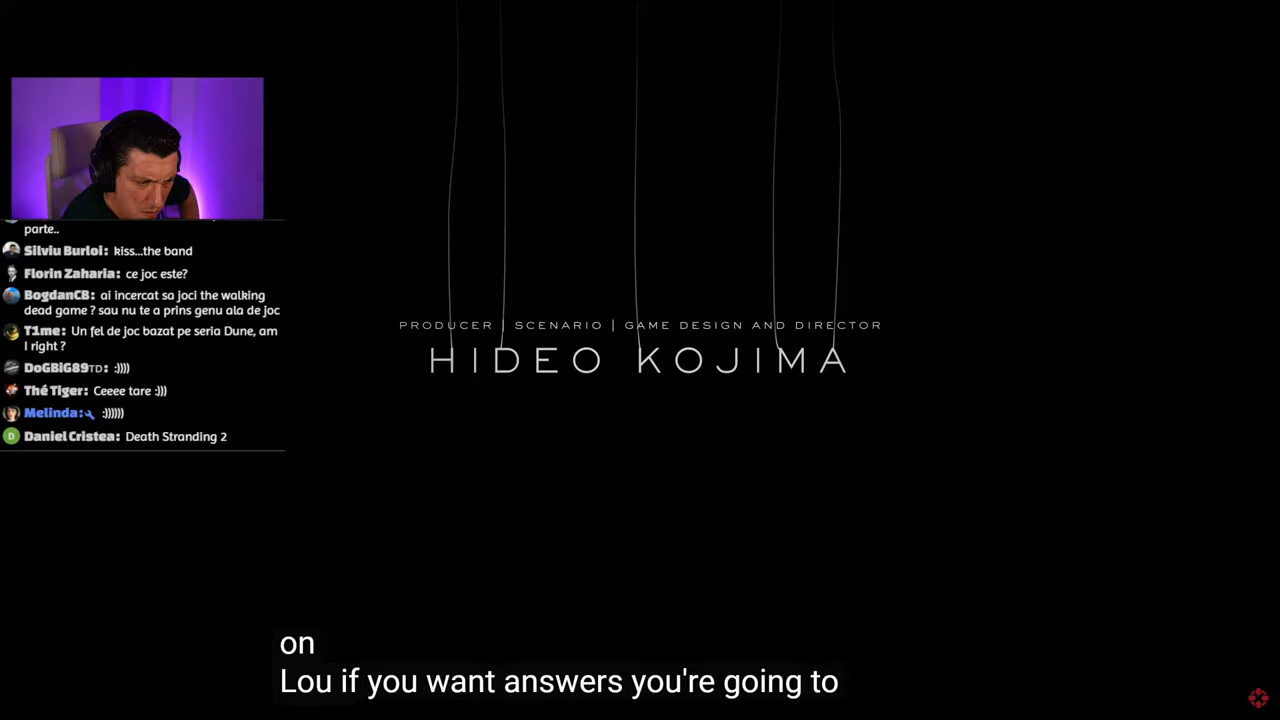 parte..
Silviu Burloi: kiss...the band
Florin Zaharia: ce joc este?
BogdanCB: ai incercat sa joci the walking
dead game ? sau nu te a prins genu ala de joc
T1me: Un fel de joc bazat pe seria Dune, am
I right ?
DoGBiG89TD: :))))
Thé Tiger: Ceeee tare :)))
Melinda: :))))))
D Daniel Cristea: Death Stranding 2
PRODUCER | SCENARIO | GAME DESIGN AND DIRECTOR
HIDEO KOJIMA
on
Lou if you want answers you're going to